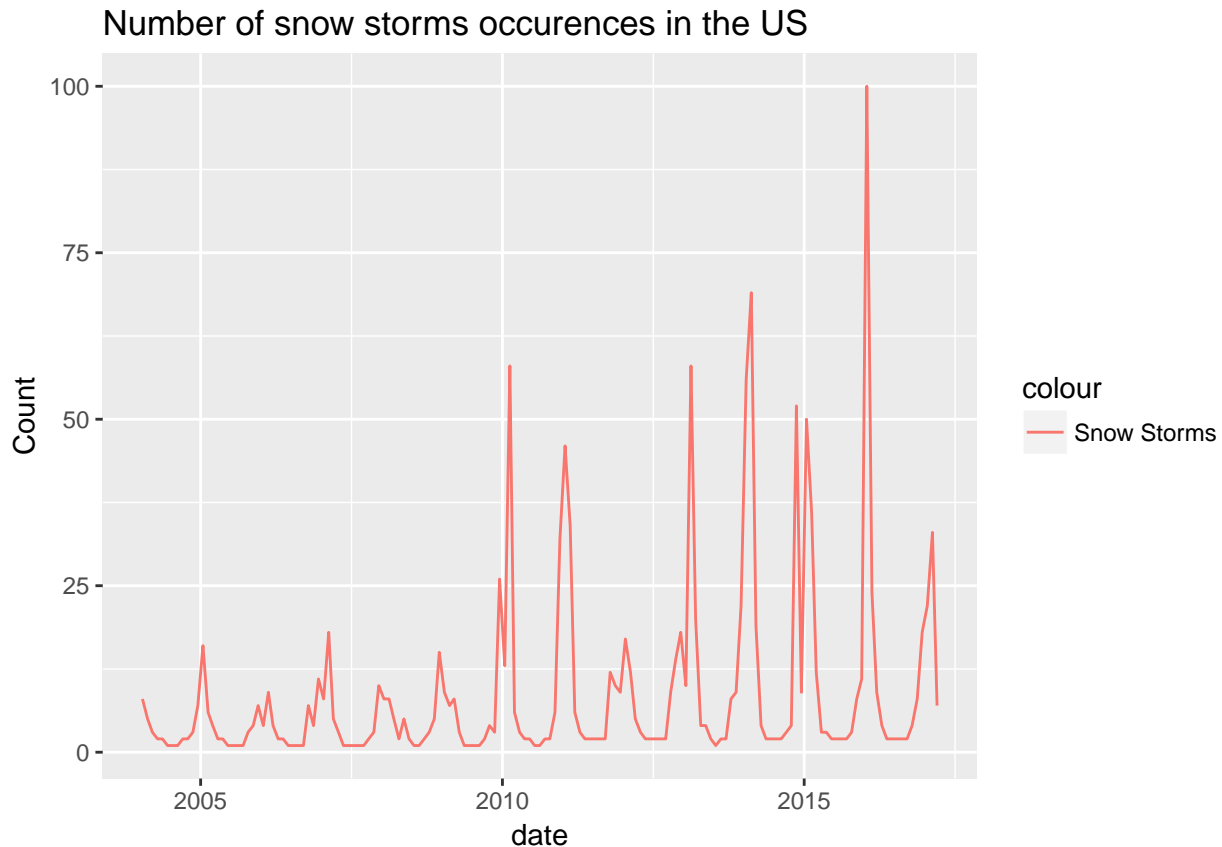 Number of snow storms occurences in the US
100
75
50
25
0
Count
2005
2010
2015
date
colour
Snow Storms